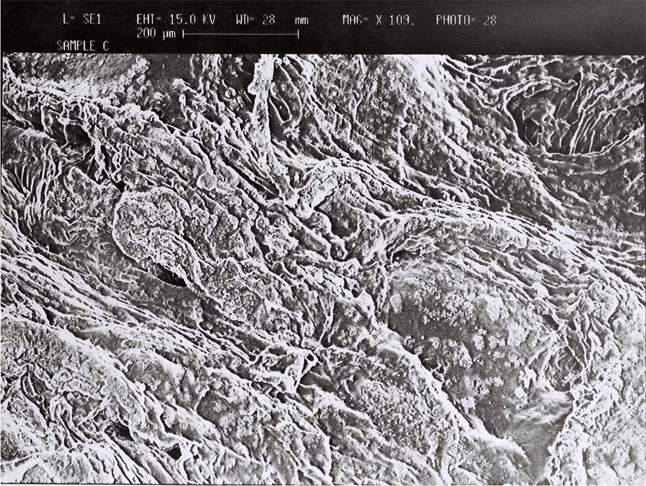 L= SE1 EHT= 15.0 KV WD= 28 mm MAG= X 109. PHOTO= 28
200 µm
SAMPLE C